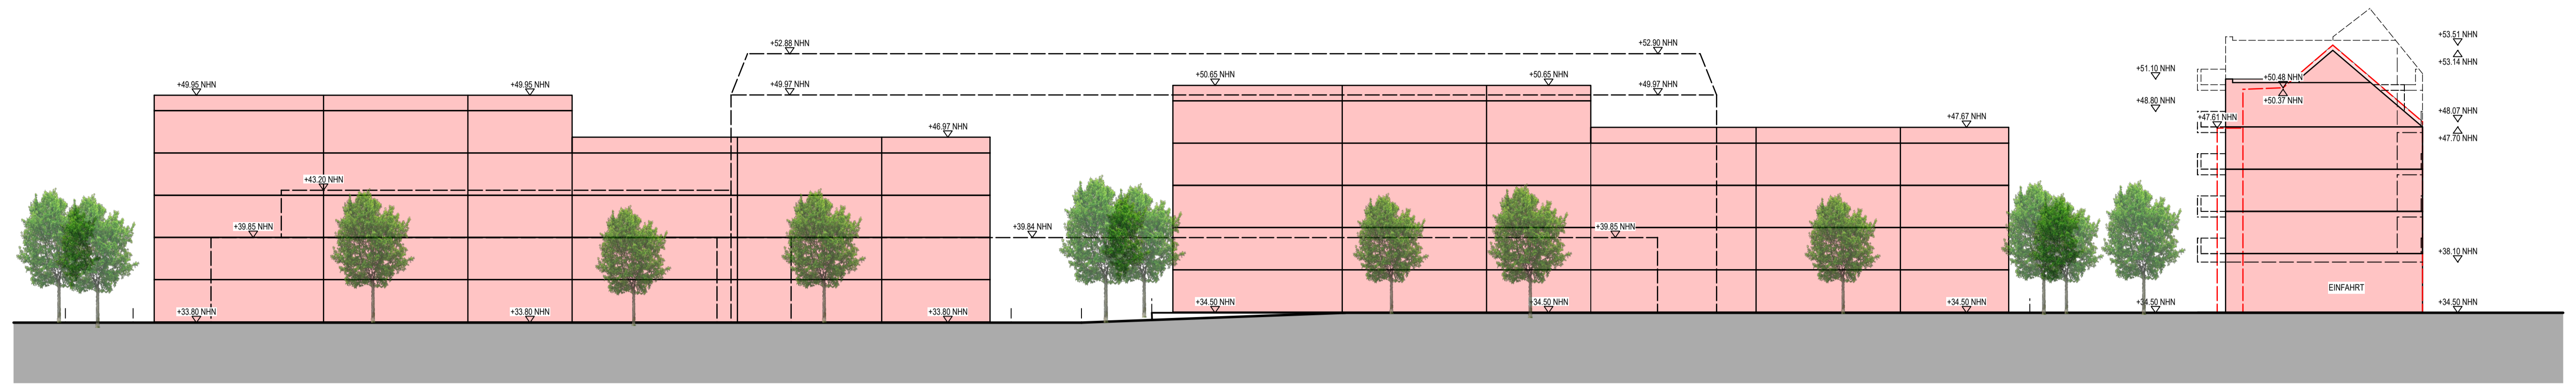 +52.88 NHN
+52.90 NHN
+53.51 NHN
+53.14 NHN
+49.95 NHN
+49.95 NHN
+49.97 NHN
+50.65 NHN
+50.65 NHN
+49.97 NHN
+51.10 NHN
+50.48 NHN
+50.37 NHN
+48.80 NHN
+46.97 NHN
+47.67 NHN
+47.61 NHN
+48.07 NHN
+47.70 NHN
+43.20 NHN
+39.85 NHN
+39.84 NHN
+39.85 NHN
+38.10 NHN
EINFAHRT
+33.80 NHN
+33.80 NHN
+33.80 NHN
+34.50 NHN
+34.50 NHN
+34.50 NHN
+34.50 NHN
+34.50 NHN